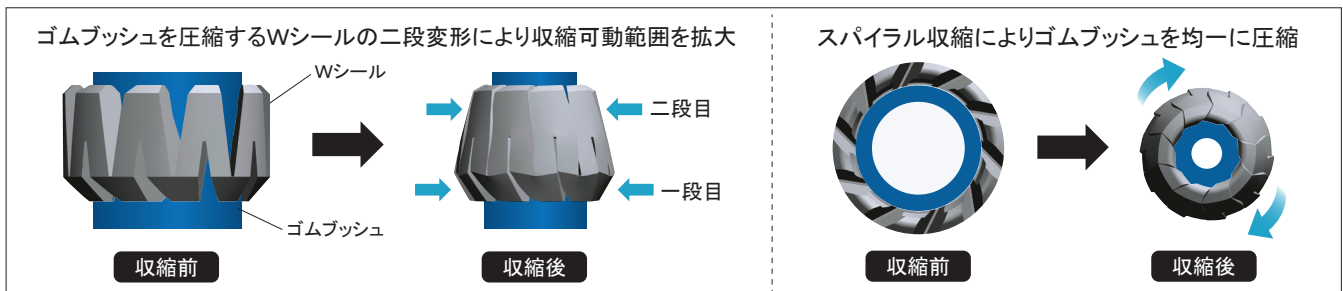 ゴムブッシュを圧縮するWシールの二段変形により収縮可動範囲を拡大
Wシール
二段目
一段目
ゴムブッシュ
収縮前
収縮後
スパイラル収縮によりゴムブッシュを均一に圧縮
収縮前
収縮後